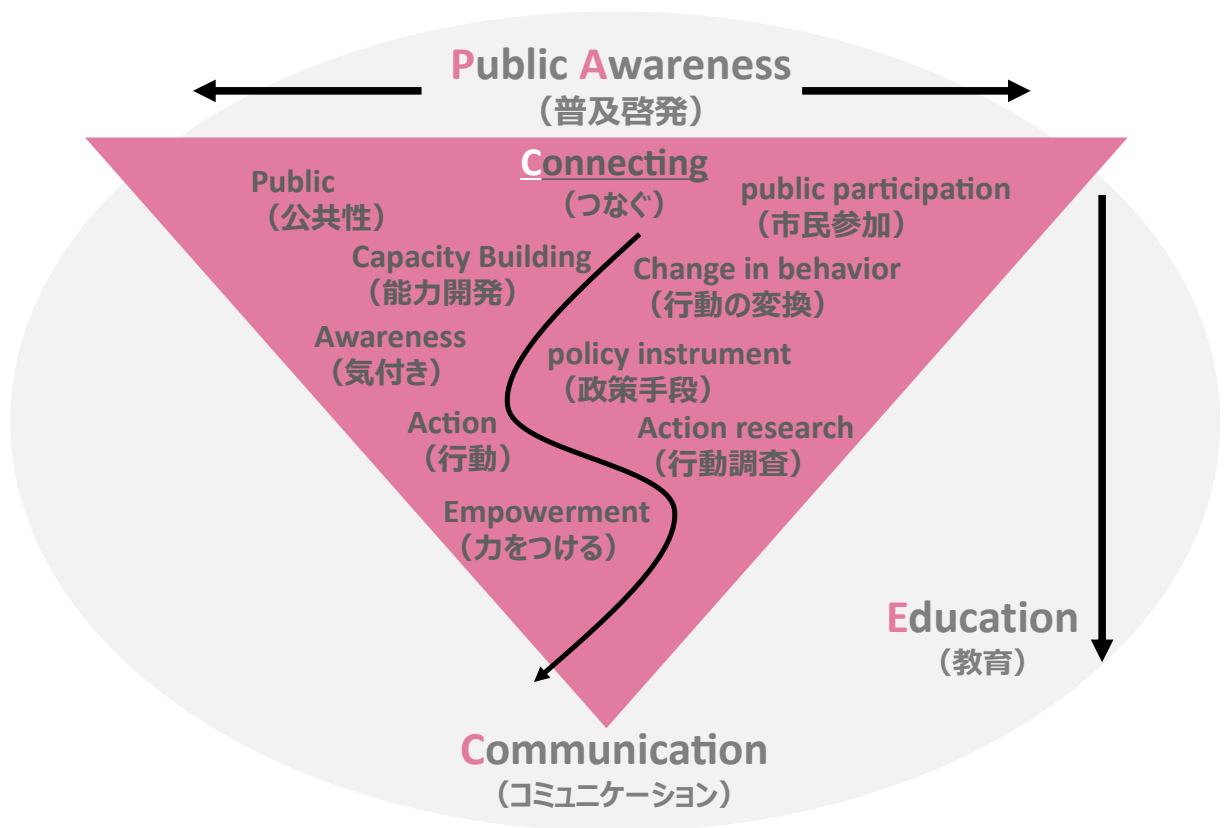 Public Awareness
（普及啓発）
Connecting
（つなぐ）
Public
（公共性）
public participation
（市民参加）
Capacity Building
（能力開発）
Change in behavior
（行動の変換）
Awareness
（気付き）
policy instrument
（政策手段）
Action
（行動）
Action research
（行動調査）
Empowerment
（力をつける）
Education
（教育）
Communication
（コミュニケーション）